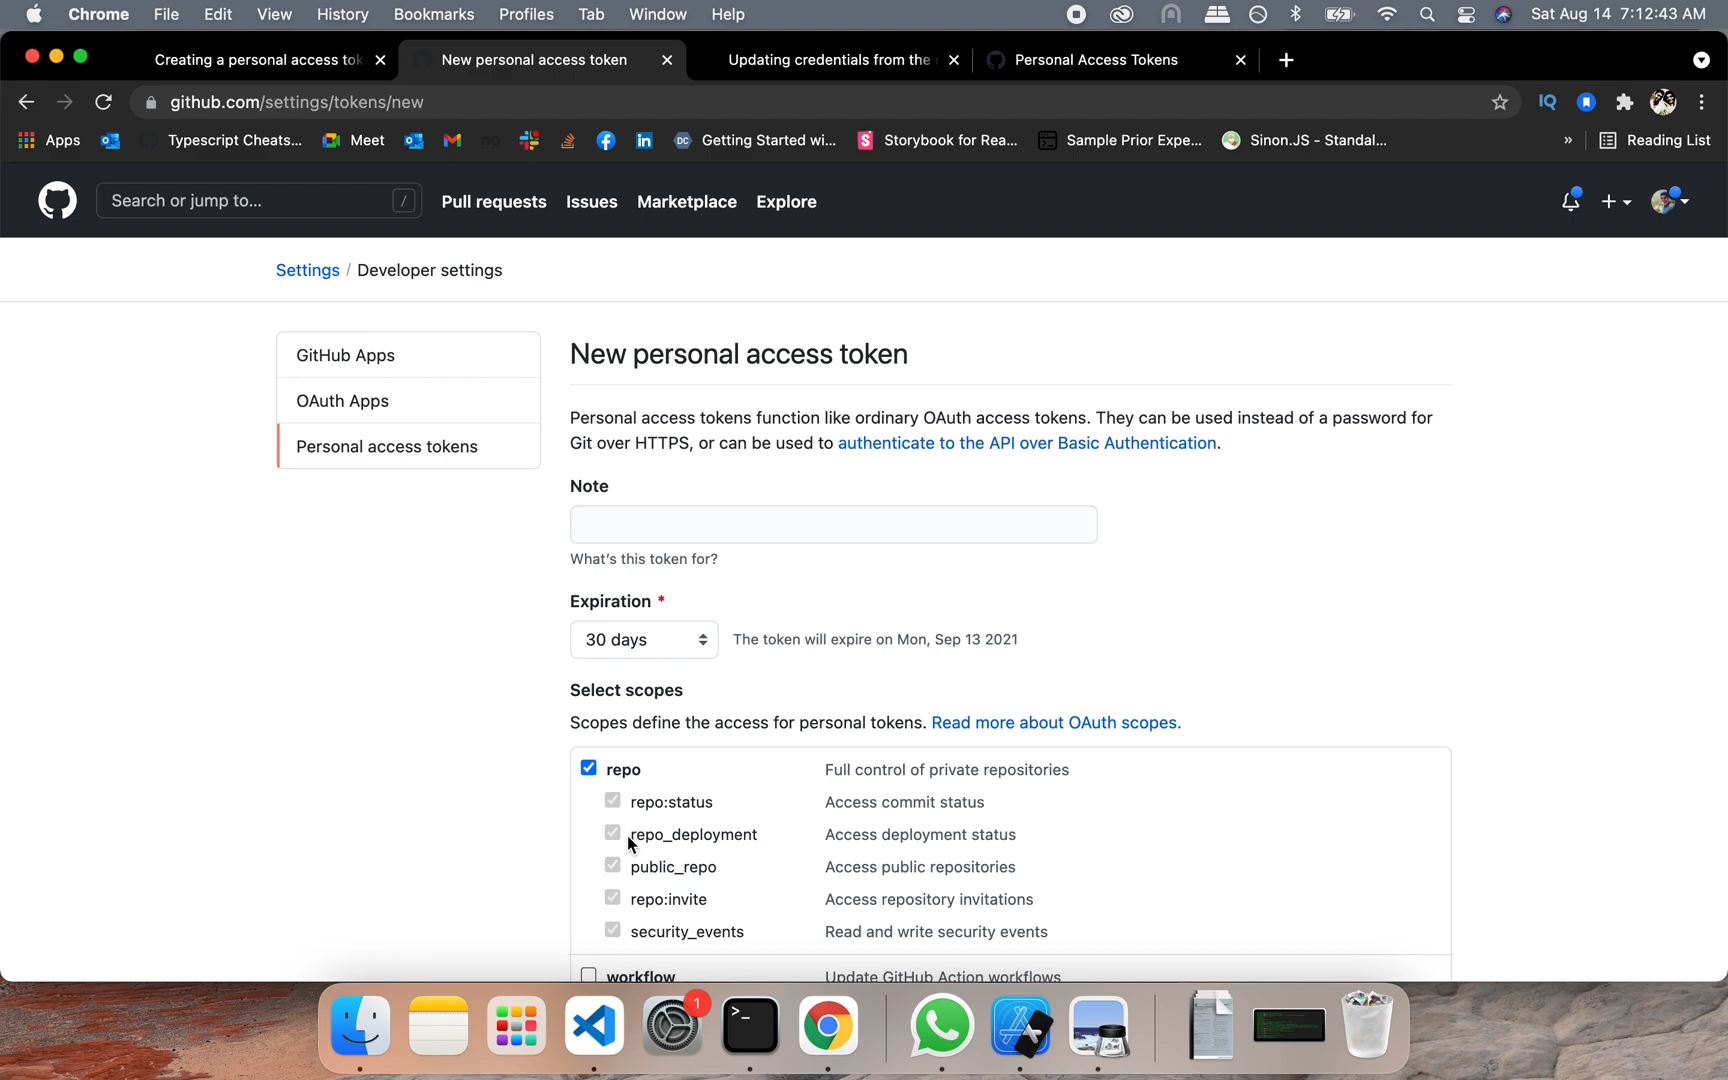 Chrome File Edit View History Bookmarks Profiles Tab Window Help Sat Aug 14 7:12:43 AM
Creating a personal access tok New personal access token Updating credentials from the Personal Access Tokens
github.com/settings/tokens/new
Apps Typescript Cheats... Meet Getting Started wi... Storybook for Rea... Sample Prior Expe... Sinon.JS - Standal... » Reading List
Search or jump to... / Pull requests Issues Marketplace Explore
Settings / Developer settings
GitHub Apps
OAuth Apps
Personal access tokens
New personal access token
Personal access tokens function like ordinary OAuth access tokens. They can be used instead of a password for
Git over HTTPS, or can be used to authenticate to the API over Basic Authentication.
Note
What's this token for?
Expiration *
30 days The token will expire on Mon, Sep 13 2021
Select scopes
Scopes define the access for personal tokens. Read more about OAuth scopes.
repo Full control of private repositories
repo:status Access commit status
repo_deployment Access deployment status
public_repo Access public repositories
repo:invite Access repository invitations
security_events Read and write security events
workflow Update GitHub Action workflows
1